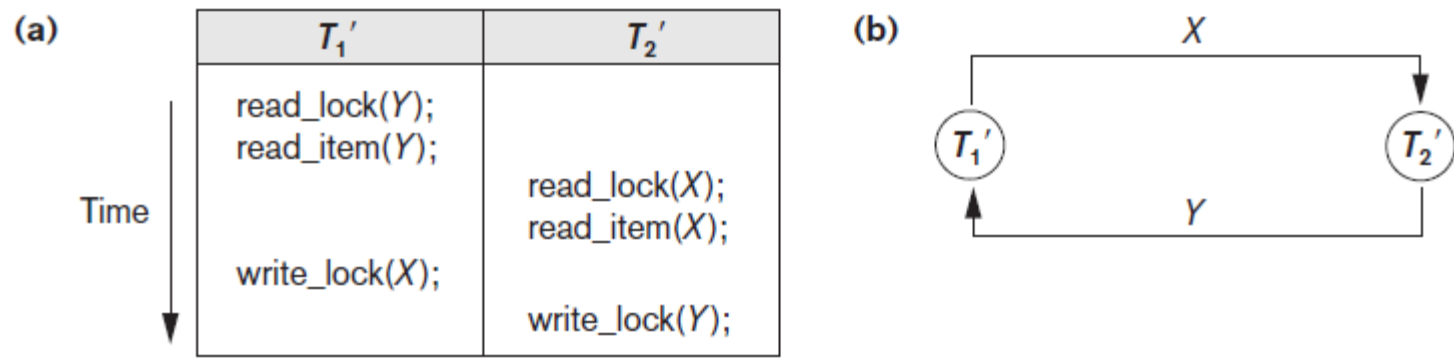 (a)
T₁′ T₂′
read_lock(Y);
read_item(Y);
read_lock(X);
read_item(X);
Time
write_lock(X);
write_lock(Y);
(b)
X
T₁′ T₂′
Y